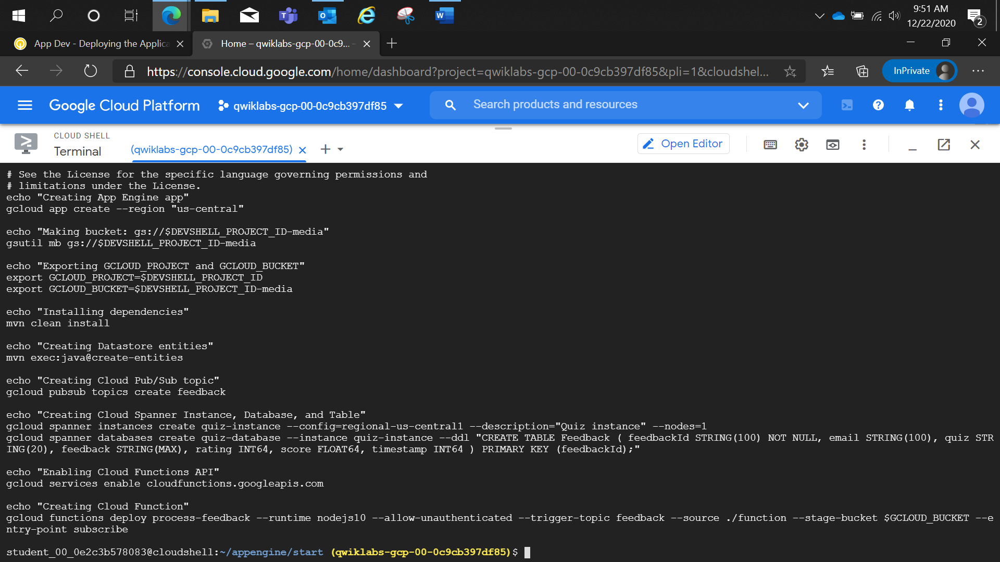 9:51 AM
12/22/2020
2
App Dev - Deploying the Applica
Home – qwiklabs-gcp-00-0c9... –
https://console.cloud.google.com/home/dashboard?project=qwiklabs-gcp-00-0c9cb397df85&pli=1&cloudshel...
InPrivate
Google Cloud Platform
qwiklabs-gcp-00-0c9cb397df85
Search products and resources
CLOUD SHELL
Terminal
(qwiklabs-gcp-00-0c9cb397df85)
Open Editor
# See the License for the specific language governing permissions and
# limitations under the License.
echo "Creating App Engine app"
gcloud app create --region "us-central"
echo "Making bucket: gs://$DEVSHELL_PROJECT_ID-media"
gsutil mb gs://$DEVSHELL_PROJECT_ID-media
echo "Exporting GCLOUD_PROJECT and GCLOUD_BUCKET"
export GCLOUD_PROJECT=$DEVSHELL_PROJECT_ID
export GCLOUD_BUCKET=$DEVSHELL_PROJECT_ID-media
echo "Installing dependencies"
mvn clean install
echo "Creating Datastore entities"
mvn exec:java@create-entities
echo "Creating Cloud Pub/Sub topic"
gcloud pubsub topics create feedback
echo "Creating Cloud Spanner Instance, Database, and Table"
gcloud spanner instances create quiz-instance --config=regional-us-central1 --description="Quiz instance" --nodes=1
gcloud spanner databases create quiz-database --instance quiz-instance --ddl "CREATE TABLE Feedback ( feedbackId STRING(100) NOT NULL, email STRING(100), quiz STR
ING(20), feedback STRING(MAX), rating INT64, score FLOAT64, timestamp INT64 ) PRIMARY KEY (feedbackId);"
echo "Enabling Cloud Functions API"
gcloud services enable cloudfunctions.googleapis.com
echo "Creating Cloud Function"
gcloud functions deploy process-feedback --runtime nodejs10 --allow-unauthenticated --trigger-topic feedback --source ./function --stage-bucket $GCLOUD_BUCKET --e
ntry-point subscribe
student_00_0e2c3b578083@cloudshell:~/appengine/start (qwiklabs-gcp-00-0c9cb397df85)$